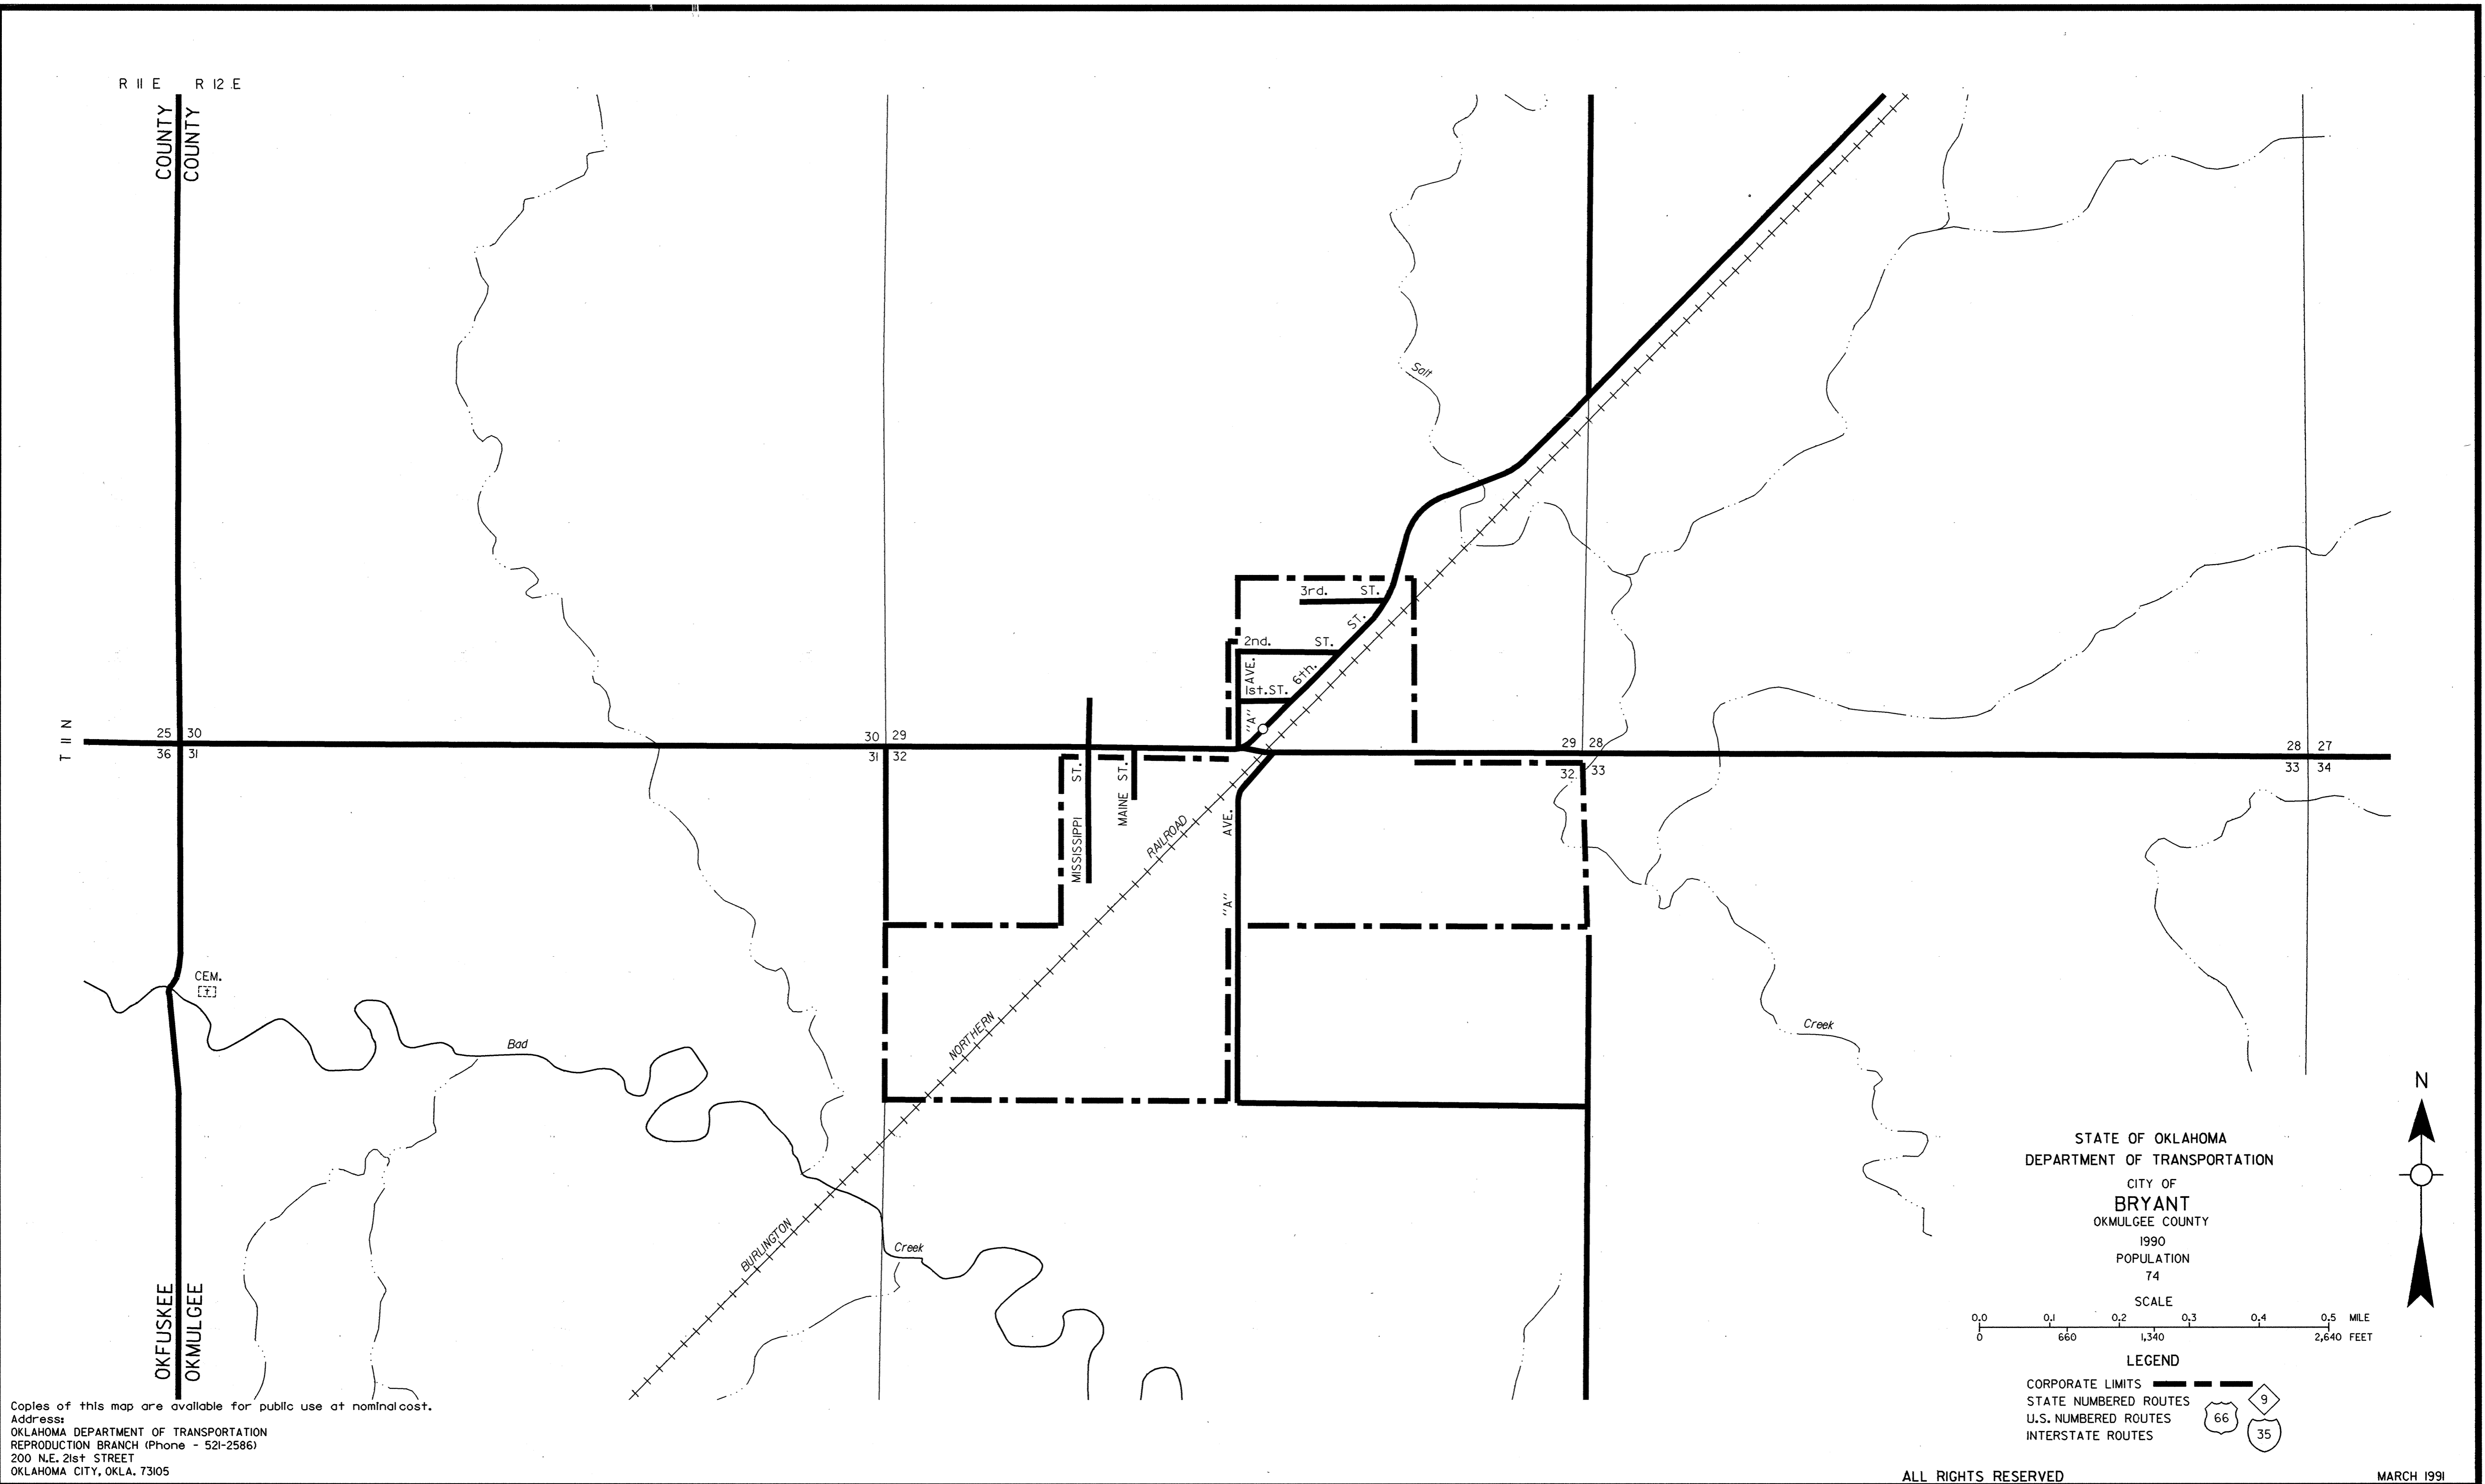 R 11 E R 12 E
COUNTY
COUNTY
Salt
3rd. ST.
2nd. ST.
1st. ST.
6th. ST.
"A" AVE.
T 11 N
25 30
36 31
30 29
31 32
29 28
32 33
28 27
33 34
MISSISSIPPI ST.
MAINE ST.
"A" AVE.
BURLINGTON NORTHERN RAILROAD
CEM.
Bad
Creek
Creek
OKFUSKEE
OKMULGEE
N
STATE OF OKLAHOMA
DEPARTMENT OF TRANSPORTATION
CITY OF
BRYANT
OKMULGEE COUNTY
1990
POPULATION
74
SCALE
0.0 0.1 0.2 0.3 0.4 0.5 MILE
0 660 1,340 2,640 FEET
LEGEND
CORPORATE LIMITS
STATE NUMBERED ROUTES 9
U.S. NUMBERED ROUTES 66
INTERSTATE ROUTES 35
Copies of this map are available for public use at nominal cost.
Address:
OKLAHOMA DEPARTMENT OF TRANSPORTATION
REPRODUCTION BRANCH (Phone - 521-2586)
200 N.E. 21st STREET
OKLAHOMA CITY, OKLA. 73105
ALL RIGHTS RESERVED
MARCH 1991